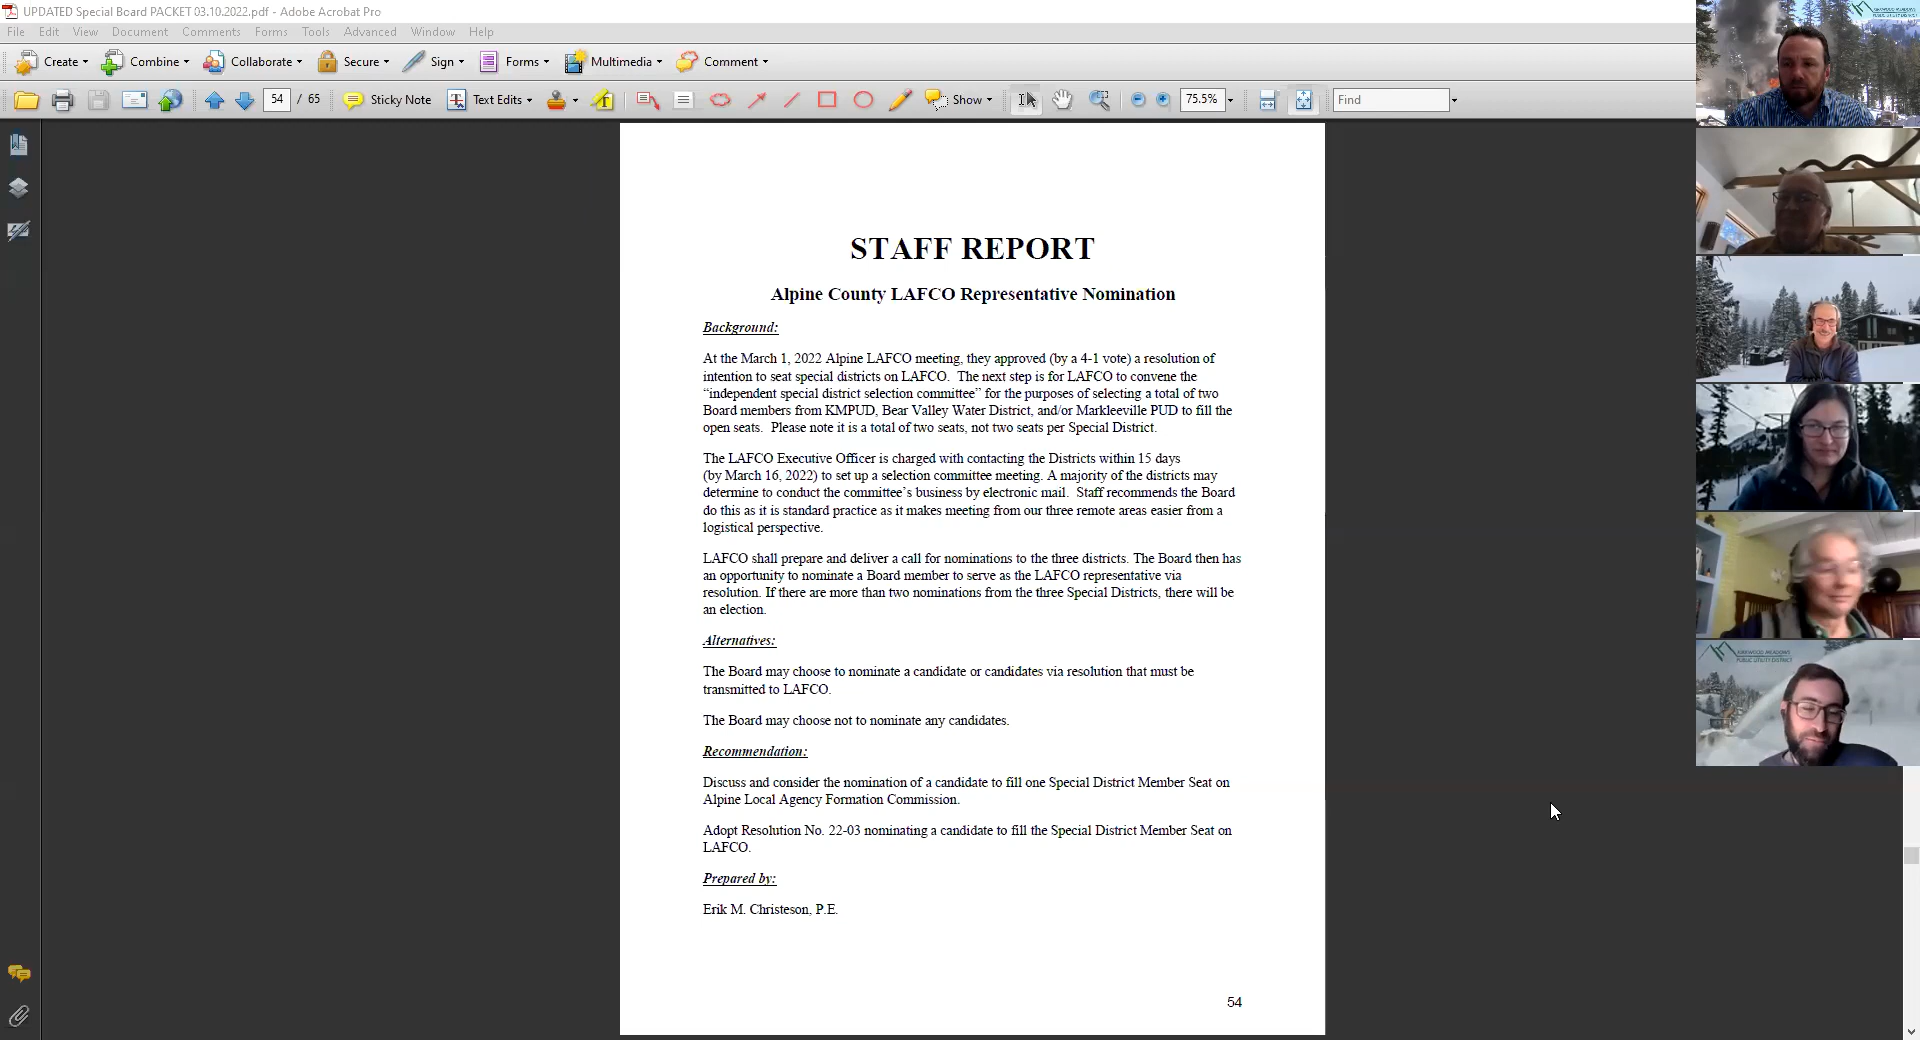 UPDATED Special Board PACKET 03.10.2022.pdf - Adobe Acrobat Pro
File Edit View Document Comments Forms Tools Advanced Window Help
Create Combine Collaborate Secure Sign Forms Multimedia Comment
54 / 65 Sticky Note Text Edits Show 75.5% Find
STAFF REPORT
Alpine County LAFCO Representative Nomination
Background:
At the March 1, 2022 Alpine LAFCO meeting, they approved (by a 4-1 vote) a resolution of
intention to seat special districts on LAFCO. The next step is for LAFCO to convene the
“independent special district selection committee” for the purposes of selecting a total of two
Board members from KMPUD, Bear Valley Water District, and/or Markleeville PUD to fill the
open seats. Please note it is a total of two seats, not two seats per Special District.
The LAFCO Executive Officer is charged with contacting the Districts within 15 days
(by March 16, 2022) to set up a selection committee meeting. A majority of the districts may
determine to conduct the committee’s business by electronic mail. Staff recommends the Board
do this as it is standard practice as it makes meeting from our three remote areas easier from a
logistical perspective.
LAFCO shall prepare and deliver a call for nominations to the three districts. The Board then has
an opportunity to nominate a Board member to serve as the LAFCO representative via
resolution. If there are more than two nominations from the three Special Districts, there will be
an election.
Alternatives:
The Board may choose to nominate a candidate or candidates via resolution that must be
transmitted to LAFCO.
The Board may choose not to nominate any candidates.
Recommendation:
Discuss and consider the nomination of a candidate to fill one Special District Member Seat on
Alpine Local Agency Formation Commission.
Adopt Resolution No. 22-03 nominating a candidate to fill the Special District Member Seat on
LAFCO.
Prepared by:
Erik M. Christeson, P.E.
54
KIRKWOOD MEADOWS
PUBLIC UTILITY DISTRICT
KIRKWOOD MEADOWS
PUBLIC UTILITY DISTRICT